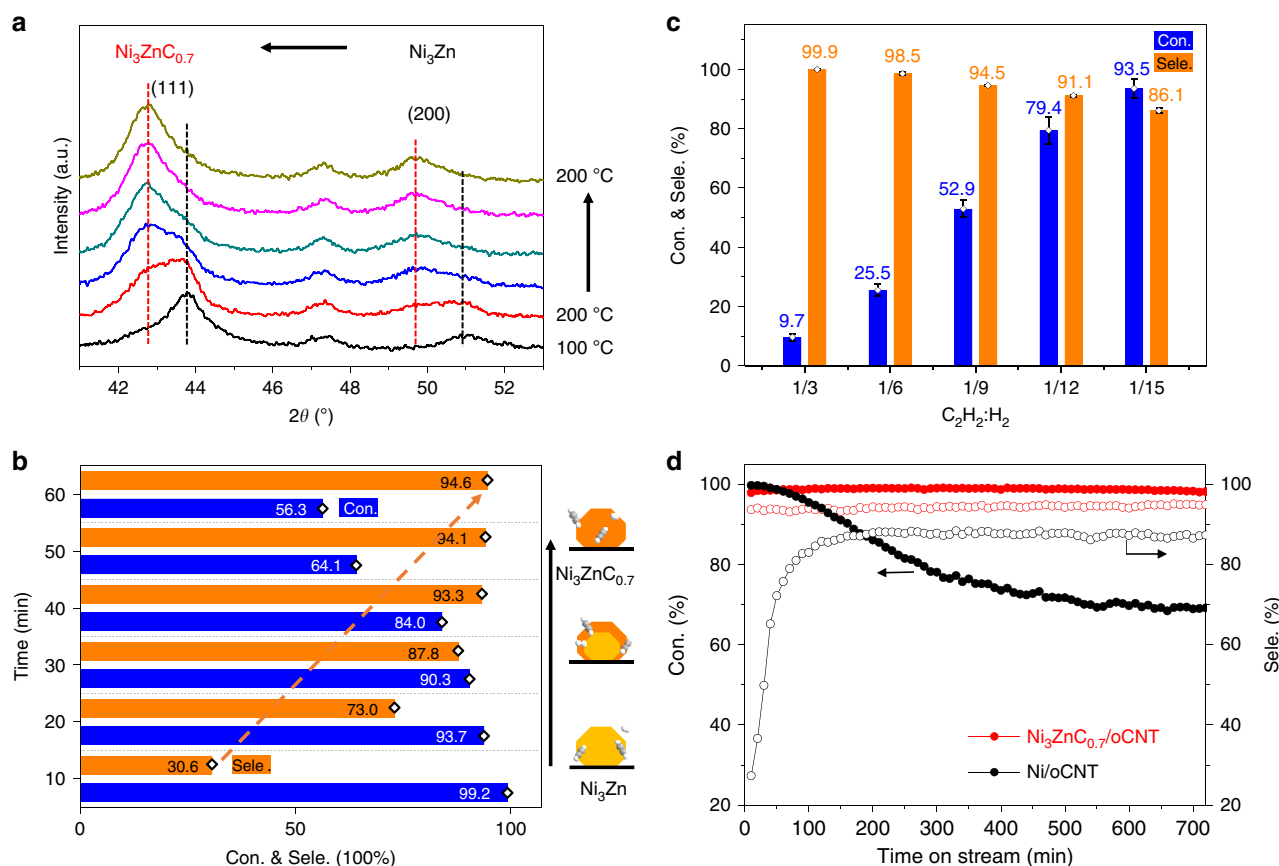 a
Ni₃ZnC₀.₇
Ni₃Zn
(111)
(200)
Intensity (a.u.)
200 °C
200 °C
100 °C
42 44 46 48 50 52
2θ (°)
b
60
50
40
30
20
10
Time (min)
94.6
56.3
Con.
94.1
64.1
93.3
84.0
87.8
90.3
73.0
93.7
30.6
Sele .
99.2
0 50 100
Con. & Sele. (100%)
Ni₃ZnC₀.₇
Ni₃Zn
c
Con.
Sele.
99.9
98.5
94.5
91.1
93.5
86.1
79.4
52.9
25.5
9.7
100
80
60
40
20
0
Con. & Sele. (%)
1/3 1/6 1/9 1/12 1/15
C₂H₂:H₂
d
100
80
60
40
20
Con. (%)
100
80
60
40
20
Sele. (%)
Ni₃ZnC₀.₇/oCNT
Ni/oCNT
0 100 200 300 400 500 600 700
Time on stream (min)